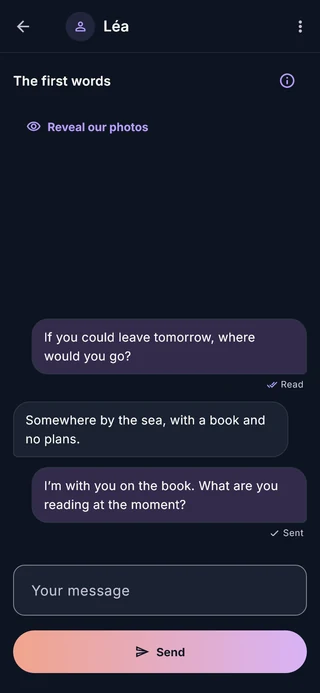 Léa
The first words
Reveal our photos
If you could leave tomorrow, where
would you go?
Read
Somewhere by the sea, with a book and
no plans.
I’m with you on the book. What are you
reading at the moment?
Sent
Your message
Send